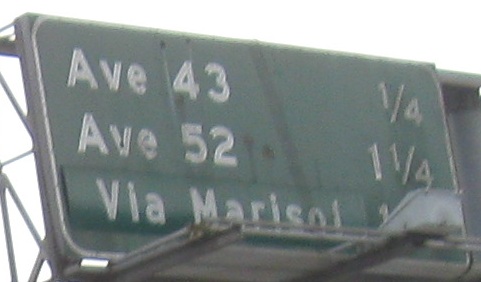 Ave 43 1/4
Ave 52 1 1/4
Via Marisol